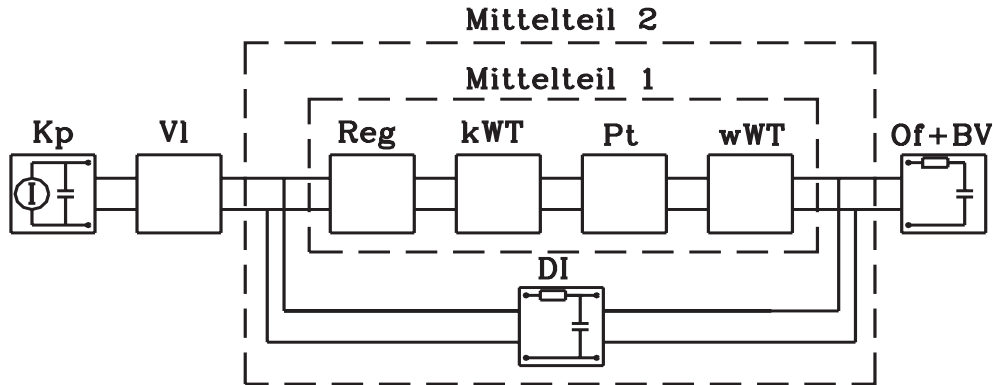 Mittelteil 2
Mittelteil 1
Kp Vl Reg kWT Pt wWT Of+BV
I
DI